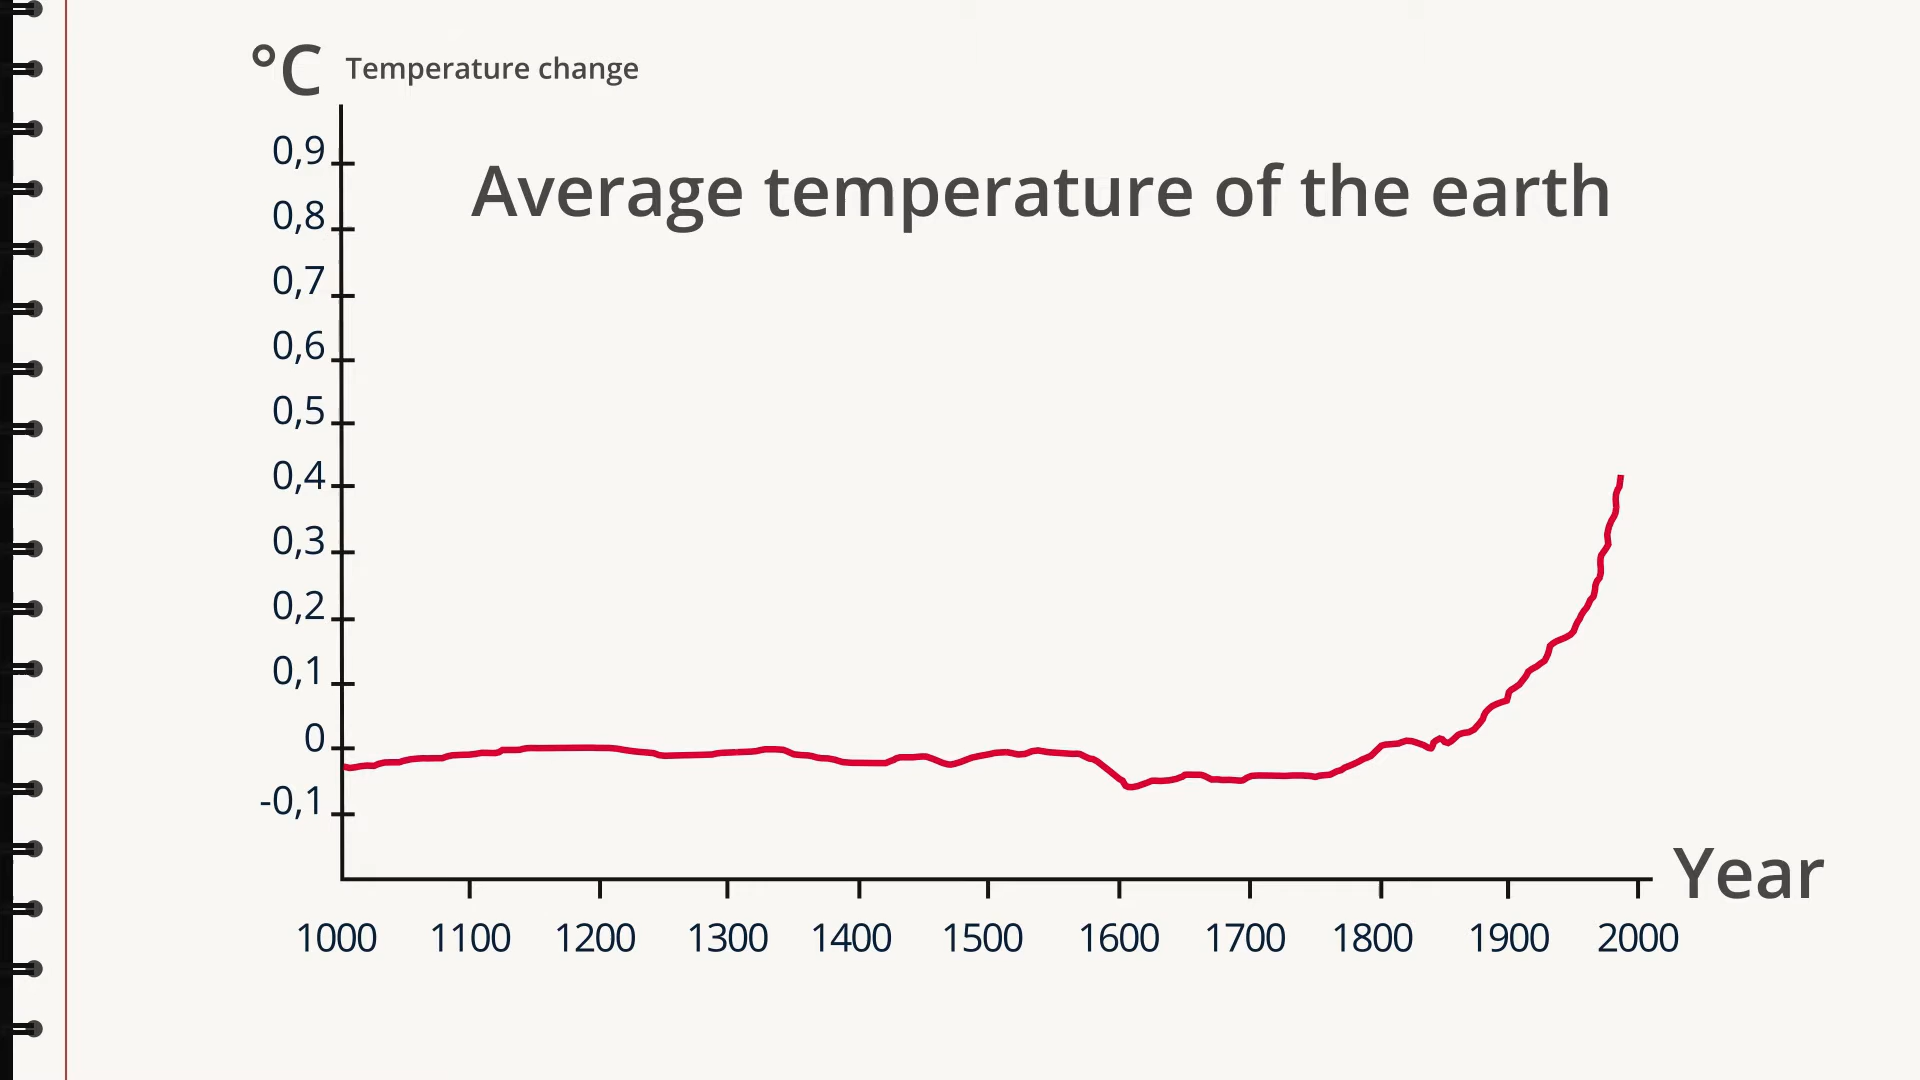 °C Temperature change
Average temperature of the earth
0,9
0,8
0,7
0,6
0,5
0,4
0,3
0,2
0,1
0
-0,1
Year
1000 1100 1200 1300 1400 1500 1600 1700 1800 1900 2000